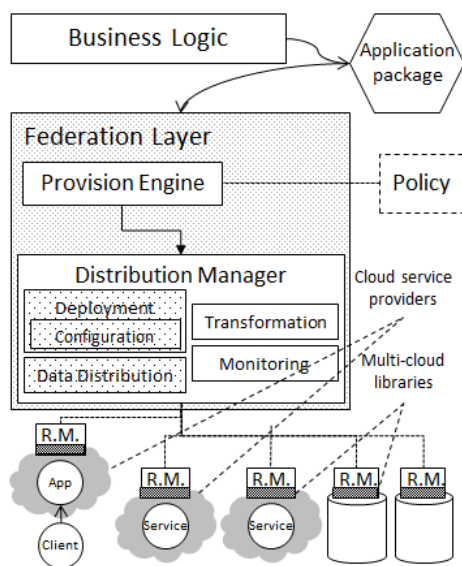 Business Logic
Application
package
Federation Layer
Provision Engine
Policy
Distribution Manager
Deployment
Configuration
Data Distribution
Transformation
Monitoring
Cloud service
providers
Multi-cloud
libraries
R.M.
R.M.
R.M.
R.M.
R.M.
App
Service
Service
Client